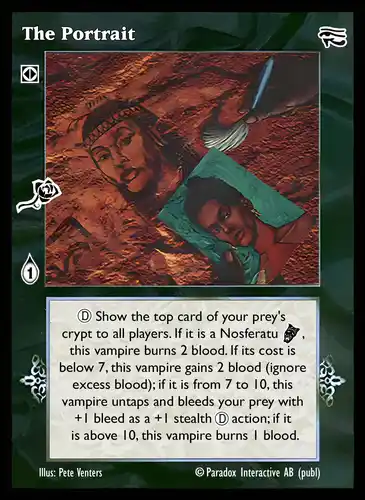 The Portrait
1
Ⓓ Show the top card of your prey's
crypt to all players. If it is a Nosferatu ,
this vampire burns 2 blood. If its cost is
below 7, this vampire gains 2 blood (ignore
excess blood); if it is from 7 to 10, this
vampire untaps and bleeds your prey with
+1 bleed as a +1 stealth Ⓓ action; if it
is above 10, this vampire burns 1 blood.
Illus: Pete Venters © Paradox Interactive AB (publ)